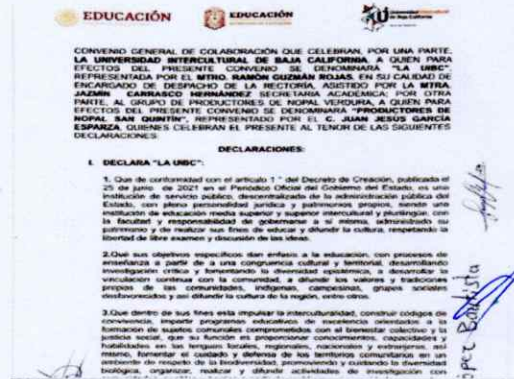 EDUCACIÓN
EDUCACIÓN
Universidad Intercultural
de Baja California
CONVENIO GENERAL DE COLABORACIÓN QUE CELEBRAN, POR UNA PARTE,
LA UNIVERSIDAD INTERCULTURAL DE BAJA CALIFORNIA, A QUIEN PARA
EFECTOS DEL PRESENTE CONVENIO SE DENOMINARÁ "LA UIBC"
REPRESENTADA POR EL MTRO. RAMÓN GUZMÁN ROJAS, EN SU CALIDAD DE
ENCARGADO DE DESPACHO DE LA RECTORÍA, ASISTIDO POR LA MTRA.
JAZMÍN CARRASCO HERNÁNDEZ SECRETARIA ACADÉMICA; POR OTRA
PARTE, AL GRUPO DE PRODUCTORES DE NOPAL VERDURA, A QUIEN PARA
EFECTOS DEL PRESENTE CONVENIO SE DENOMINARÁ "PRODUCTORES DE
NOPAL SAN QUINTÍN", REPRESENTADO POR EL C. JUAN JESÚS GARCÍA
ESPARZA, QUIENES CELEBRAN EL PRESENTE AL TENOR DE LAS SIGUIENTES
DECLARACIONES:
DECLARACIONES:
I. DECLARA "LA UIBC":
1. Que de conformidad con el artículo 1 ° del Decreto de Creación, publicada el
25 de junio de 2021 en el Periódico Oficial del Gobierno del Estado, es una
institución de servicio público, descentralizada de la administración pública del
Estado, con plena personalidad jurídica y patrimonios propios, siendo una
institución de educación media superior y superior intercultural y plurilingüe, con
la facultad y responsabilidad de gobernarse a sí misma, administrado su
patrimonio y de realizar sus fines de educar y difundir la cultura, respetando la
libertad de libre examen y discusión de las ideas.
2.Qué sus objetivos específicos dan énfasis a la educación, con procesos de
enseñanza a partir de a una congruencia cultural y territorial, desarrollando
investigación crítica y fomentando la diversidad epistémica, a desarrollar la
vinculación continua con la comunidad, a difundir los valores y tradiciones
propias de las comunidades, indígenas, campesinas, grupos sociales
desfavorecidos y así difundir la cultura de la región, entre otros.
3.Que dentro de sus fines está impulsar la interculturalidad, construir códigos de
convivencia, impartir programas educativos de excelencia orientados a la
formación de sujetos comunales comprometidos con el bienestar colectivo y la
justicia social, que su función es proporcionar conocimientos, capacidades y
habilidades en las lenguas locales, regionales, nacionales y extranjeras, así
mismo, fomentar el cuidado y defensa de los territorios comunitarios en un
ambiente de respeto de la biodiversidad, promoviendo y cuidando la diversidad
biológica, organizar, realizar y difundir actividades de investigación con
López Bautista